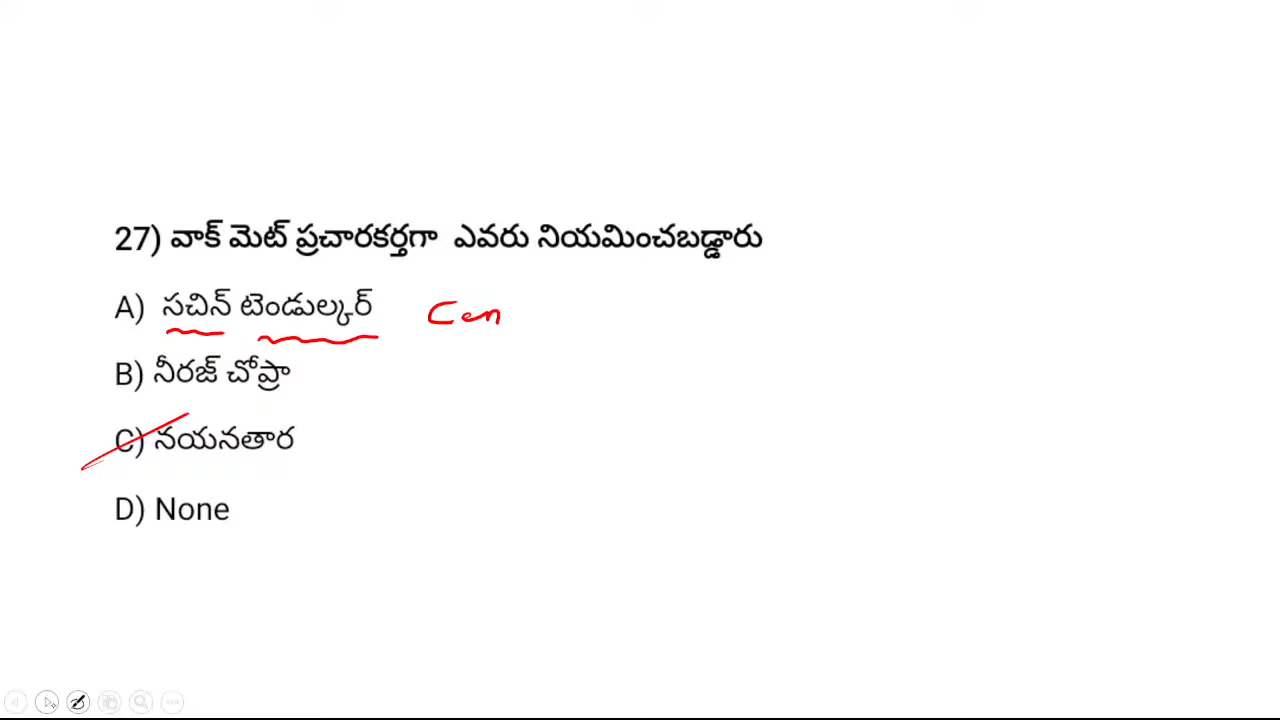 27) వాక్ మెట్ ప్రచారకర్తగా ఎవరు నియమించబడ్డారు
A) సచిన్ టెండుల్కర్ Cen
B) నీరజ్ చోప్రా
C) నయనతార
D) None